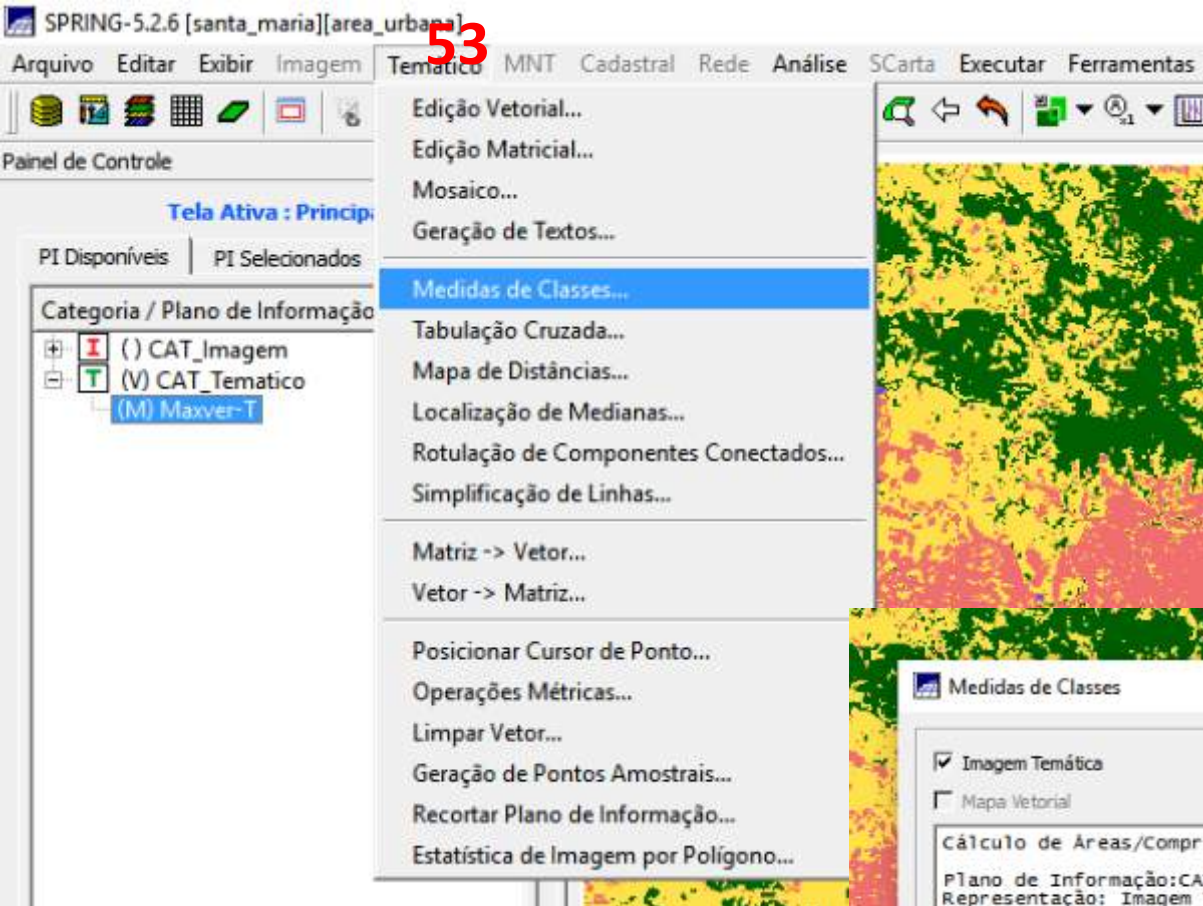 SPRING-5.2.6 [santa_maria][area_urbana]
53
Arquivo Editar Exibir Imagem Temático MNT Cadastral Rede Análise SCarta Executar Ferramentas
Painel de Controle
Tela Ativa : Principa
PI Disponíveis PI Selecionados
Categoria / Plano de Informação
I ( ) CAT_Imagem
T (V) CAT_Tematico
(M) Maxver-T
Edição Vetorial...
Edição Matricial...
Mosaico...
Geração de Textos...
Medidas de Classes...
Tabulação Cruzada...
Mapa de Distâncias...
Localização de Medianas...
Rotulação de Componentes Conectados...
Simplificação de Linhas...
Matriz -> Vetor...
Vetor -> Matriz...
Posicionar Cursor de Ponto...
Operações Métricas...
Limpar Vetor...
Geração de Pontos Amostrais...
Recortar Plano de Informação...
Estatística de Imagem por Polígono...
Medidas de Classes
Imagem Temática
Mapa Vetorial
Cálculo de Áreas/Compr
Plano de Informação:CA
Representação: Imagem